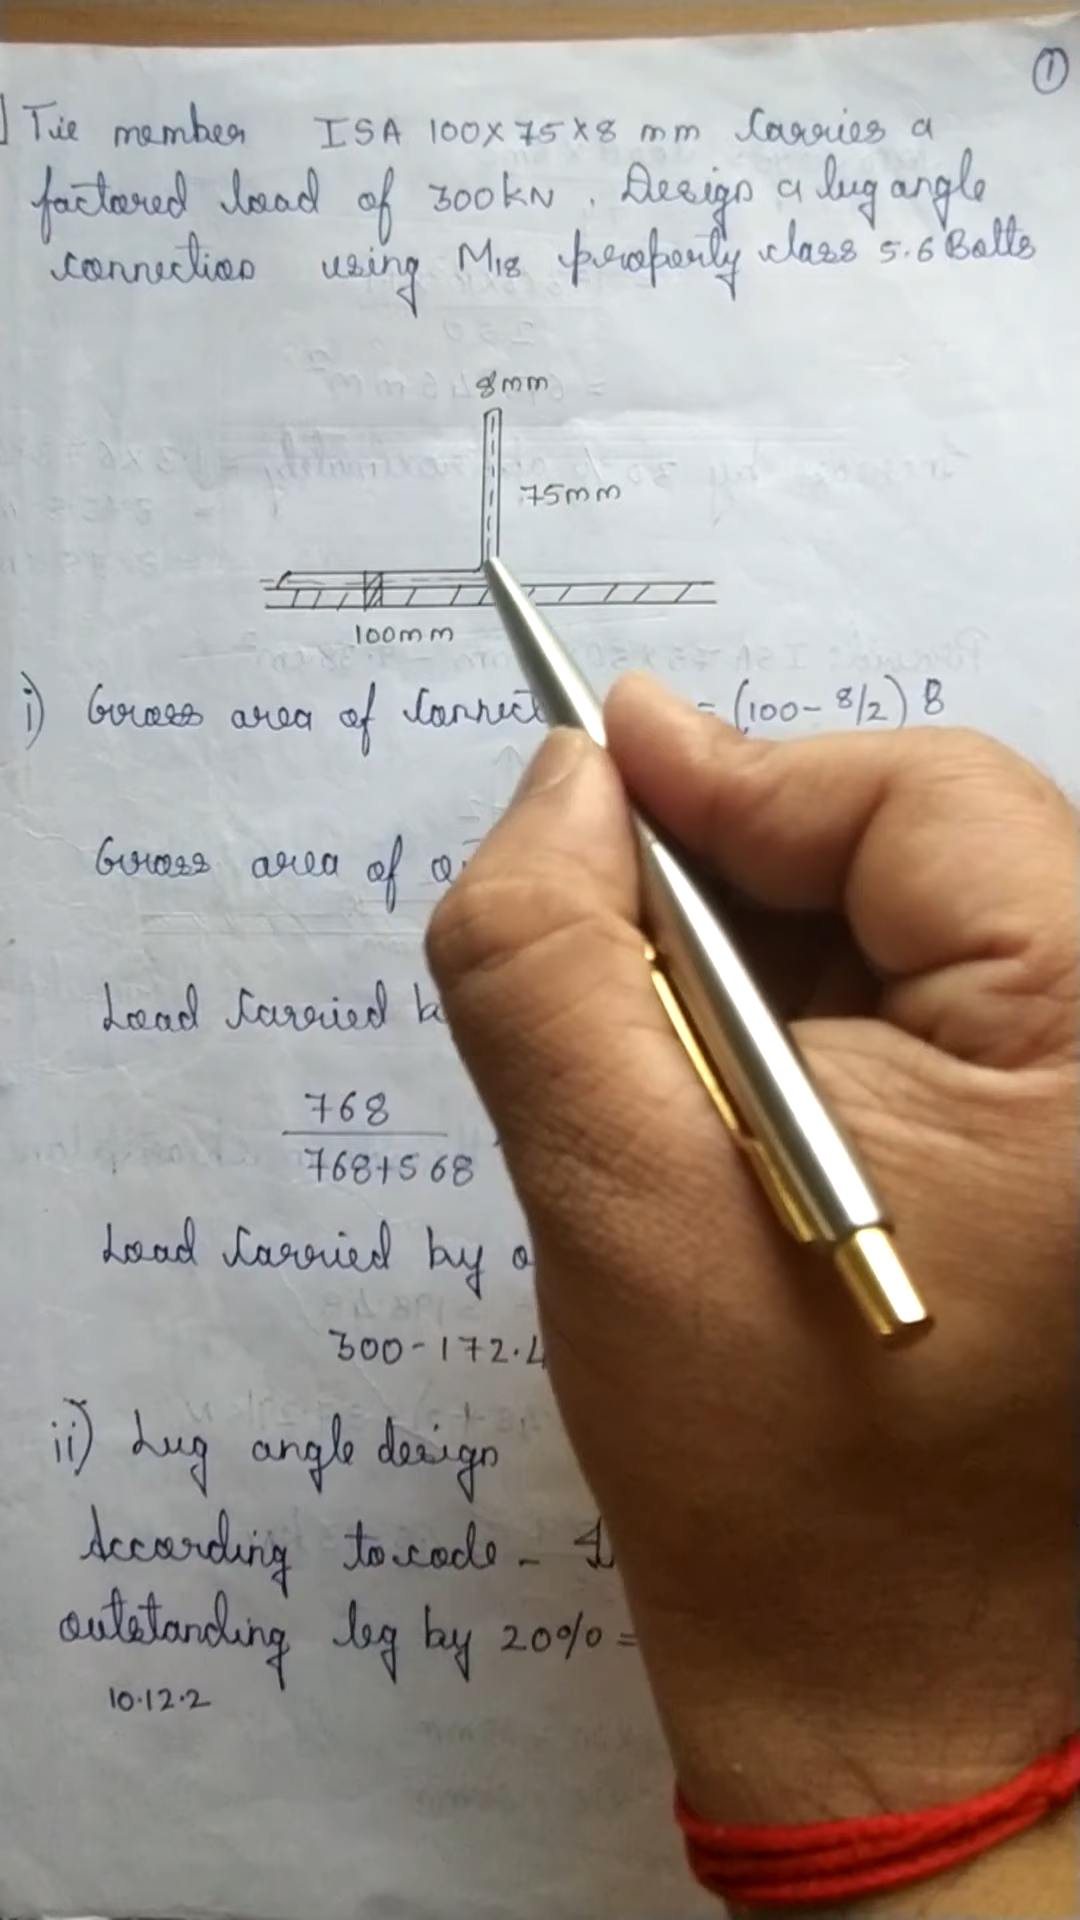 ①
Tie member ISA 100×75×8 mm carries a
factored load of 300KN. Design a lug angle
connection using M18 property class 5.6 Bolts
8mm
75mm
100mm
i) Gross area of = (100-8/2) 8
Gross area of
Load carried
768
768+568
Load carried by
300-172.4
ii) Lug angle design
According to code -
outstanding leg by 20% =
10.12.2